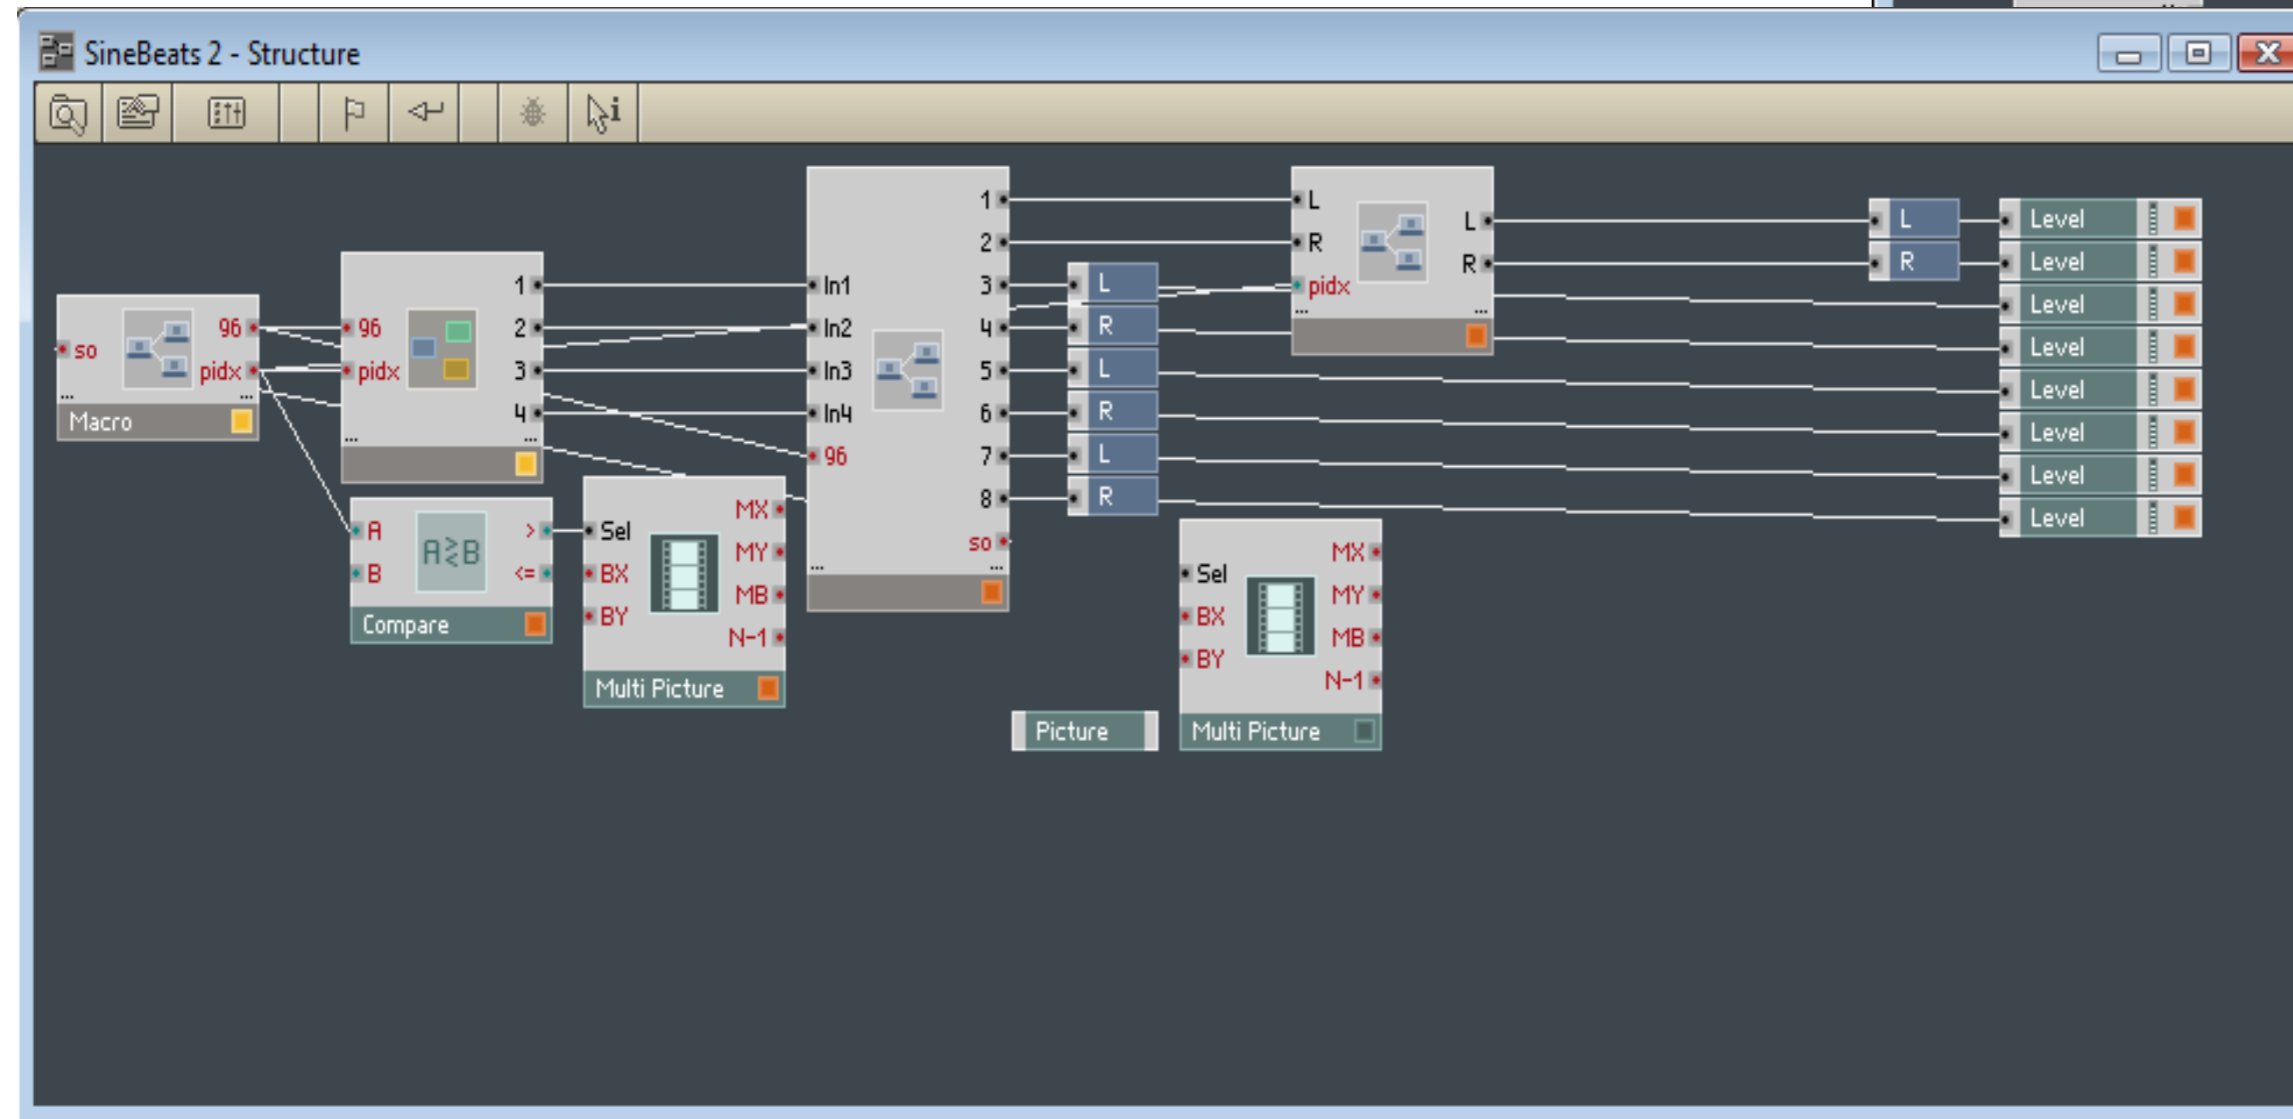 SineBeats 2 - Structure
so
96
pidx
...
...
Macro
96
pidx
1
2
3
4
...
...
A
B
A≷B
>
<=
Compare
Sel
BX
BY
MX
MY
MB
N-1
Multi Picture
In1
In2
In3
In4
96
1
2
3
4
5
6
7
8
so
...
...
L
R
L
R
L
R
Picture
Sel
BX
BY
MX
MY
MB
N-1
Multi Picture
L
R
pidx
L
R
...
...
L
R
Level
Level
Level
Level
Level
Level
Level
Level